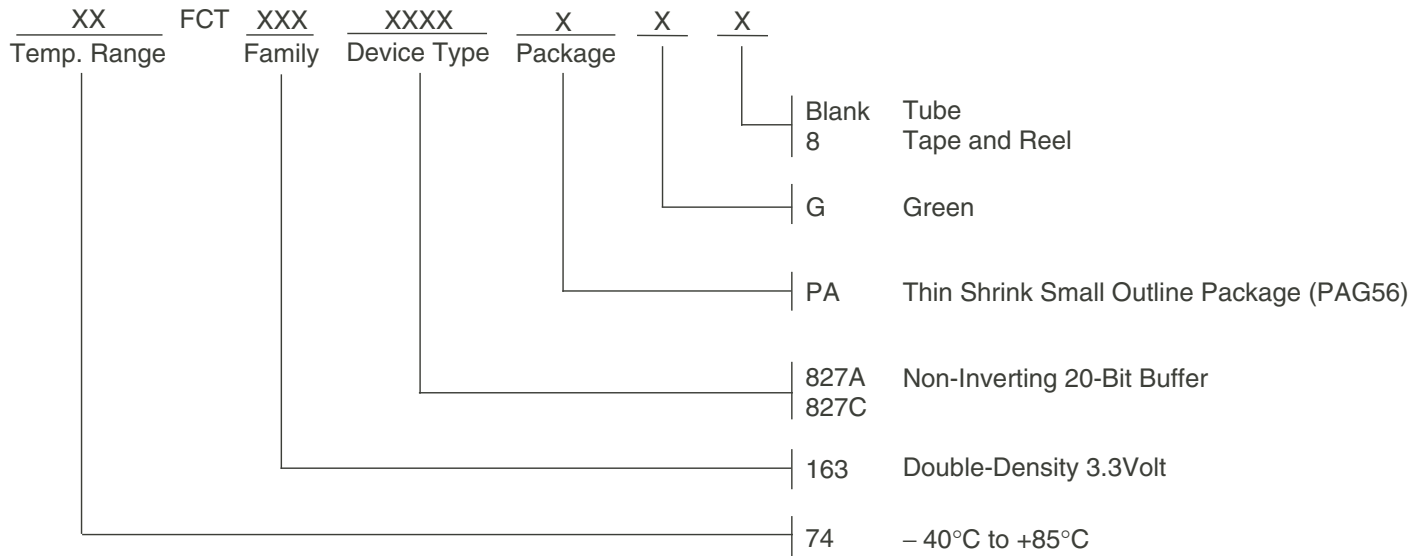 XX FCT XXX XXXX X X X
Temp. Range Family Device Type Package
Blank Tube
8 Tape and Reel
G Green
PA Thin Shrink Small Outline Package (PAG56)
827A Non-Inverting 20-Bit Buffer
827C
163 Double-Density 3.3Volt
74 – 40°C to +85°C